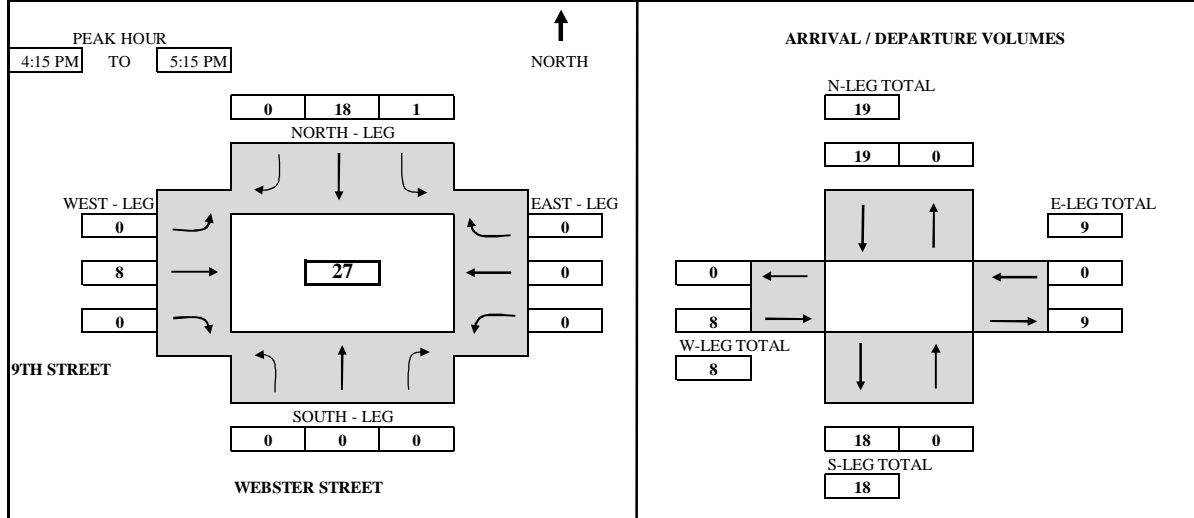 PEAK HOUR
4:15 PM TO 5:15 PM
NORTH
0 18 1
NORTH - LEG
WEST - LEG
EAST - LEG
0 0
8 27 0
0 0
9TH STREET
SOUTH - LEG
0 0 0
WEBSTER STREET
ARRIVAL / DEPARTURE VOLUMES
N-LEG TOTAL
19
19 0
E-LEG TOTAL
9
0 0
8 9
W-LEG TOTAL
8
18 0
S-LEG TOTAL
18